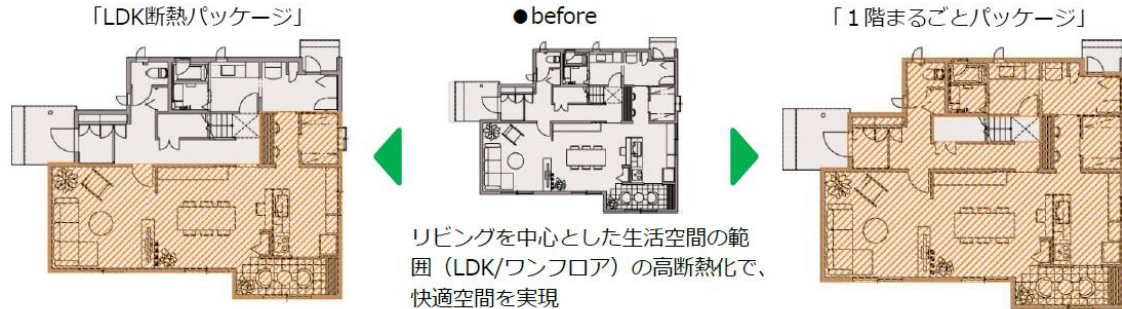 「LDK断熱パッケージ」
●before
「１階まるごとパッケージ」
リビングを中心とした生活空間の範
囲（LDK/ワンフロア）の高断熱化で、
快適空間を実現